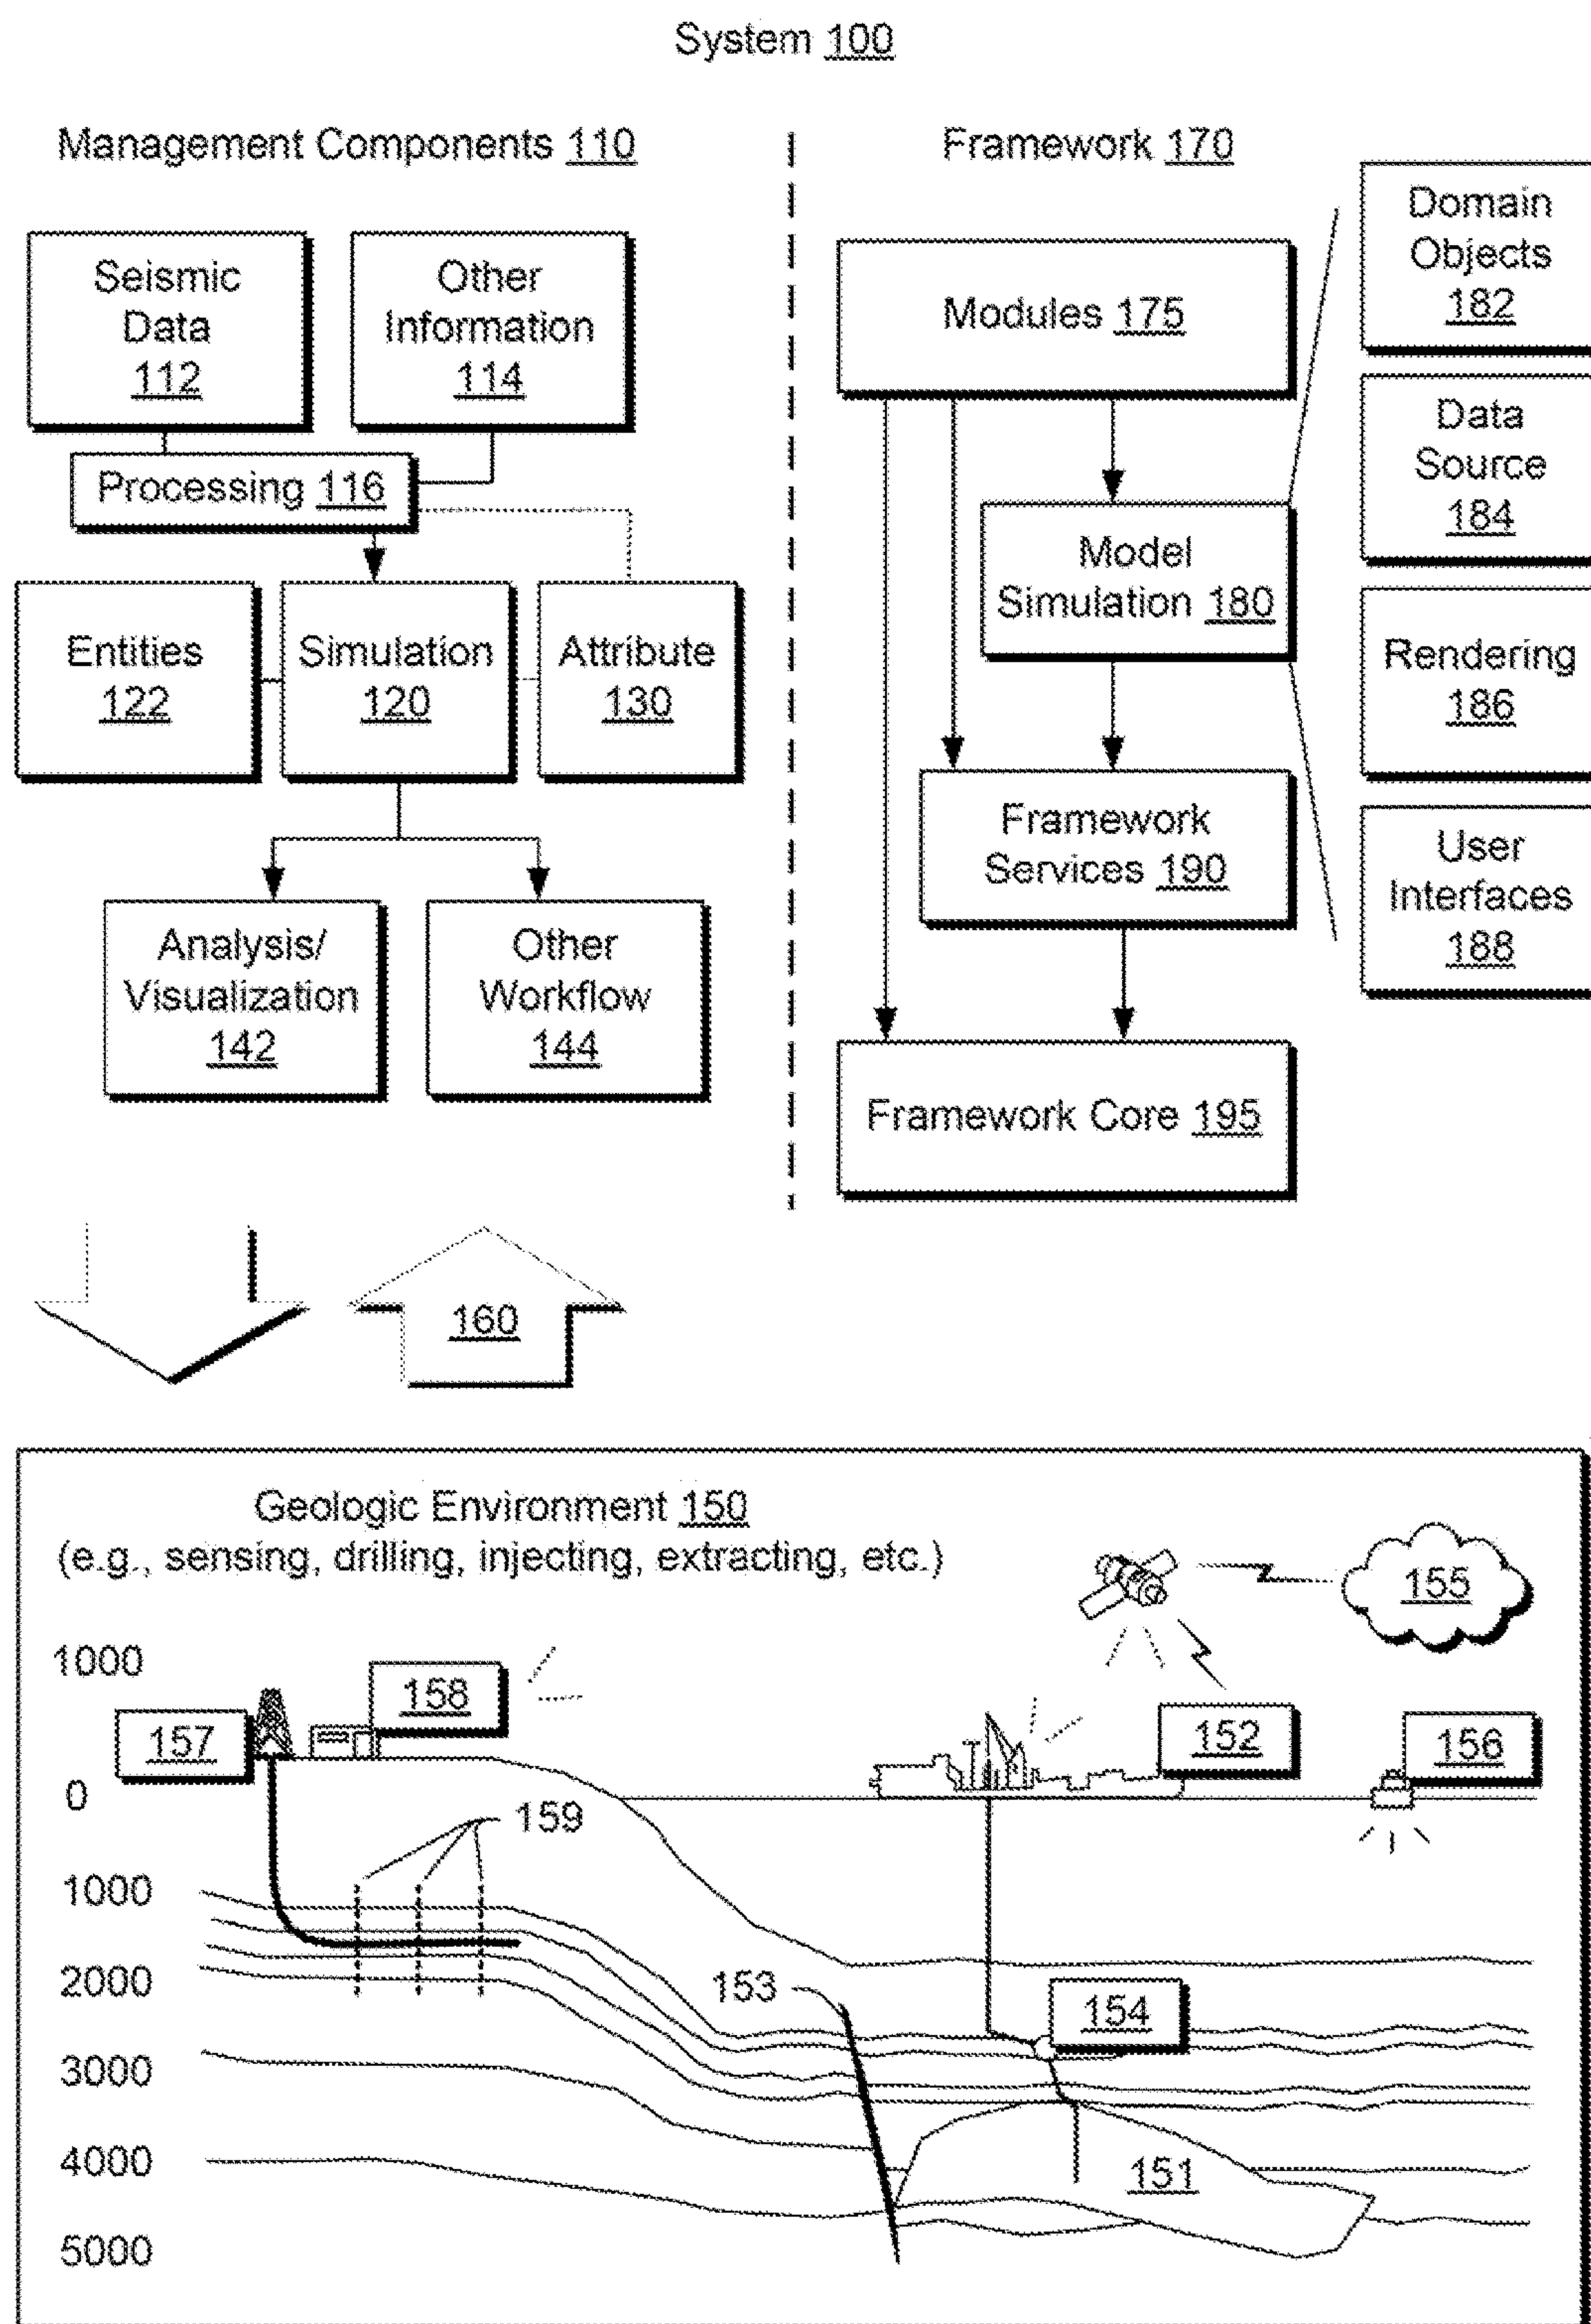 System 100
Management Components 110
Seismic
Data
112
Other
Information
114
Processing 116
Entities
122
Simulation
120
Attribute
130
Analysis/
Visualization
142
Other
Workflow
144
Framework 170
Modules 175
Model
Simulation 180
Framework
Services 190
Framework Core 195
Domain
Objects
182
Data
Source
184
Rendering
186
User
Interfaces
188
160
Geologic Environment 150
(e.g., sensing, drilling, injecting, extracting, etc.)
155
1000
158
157
152
156
0
159
1000
2000
153
154
3000
4000
151
5000